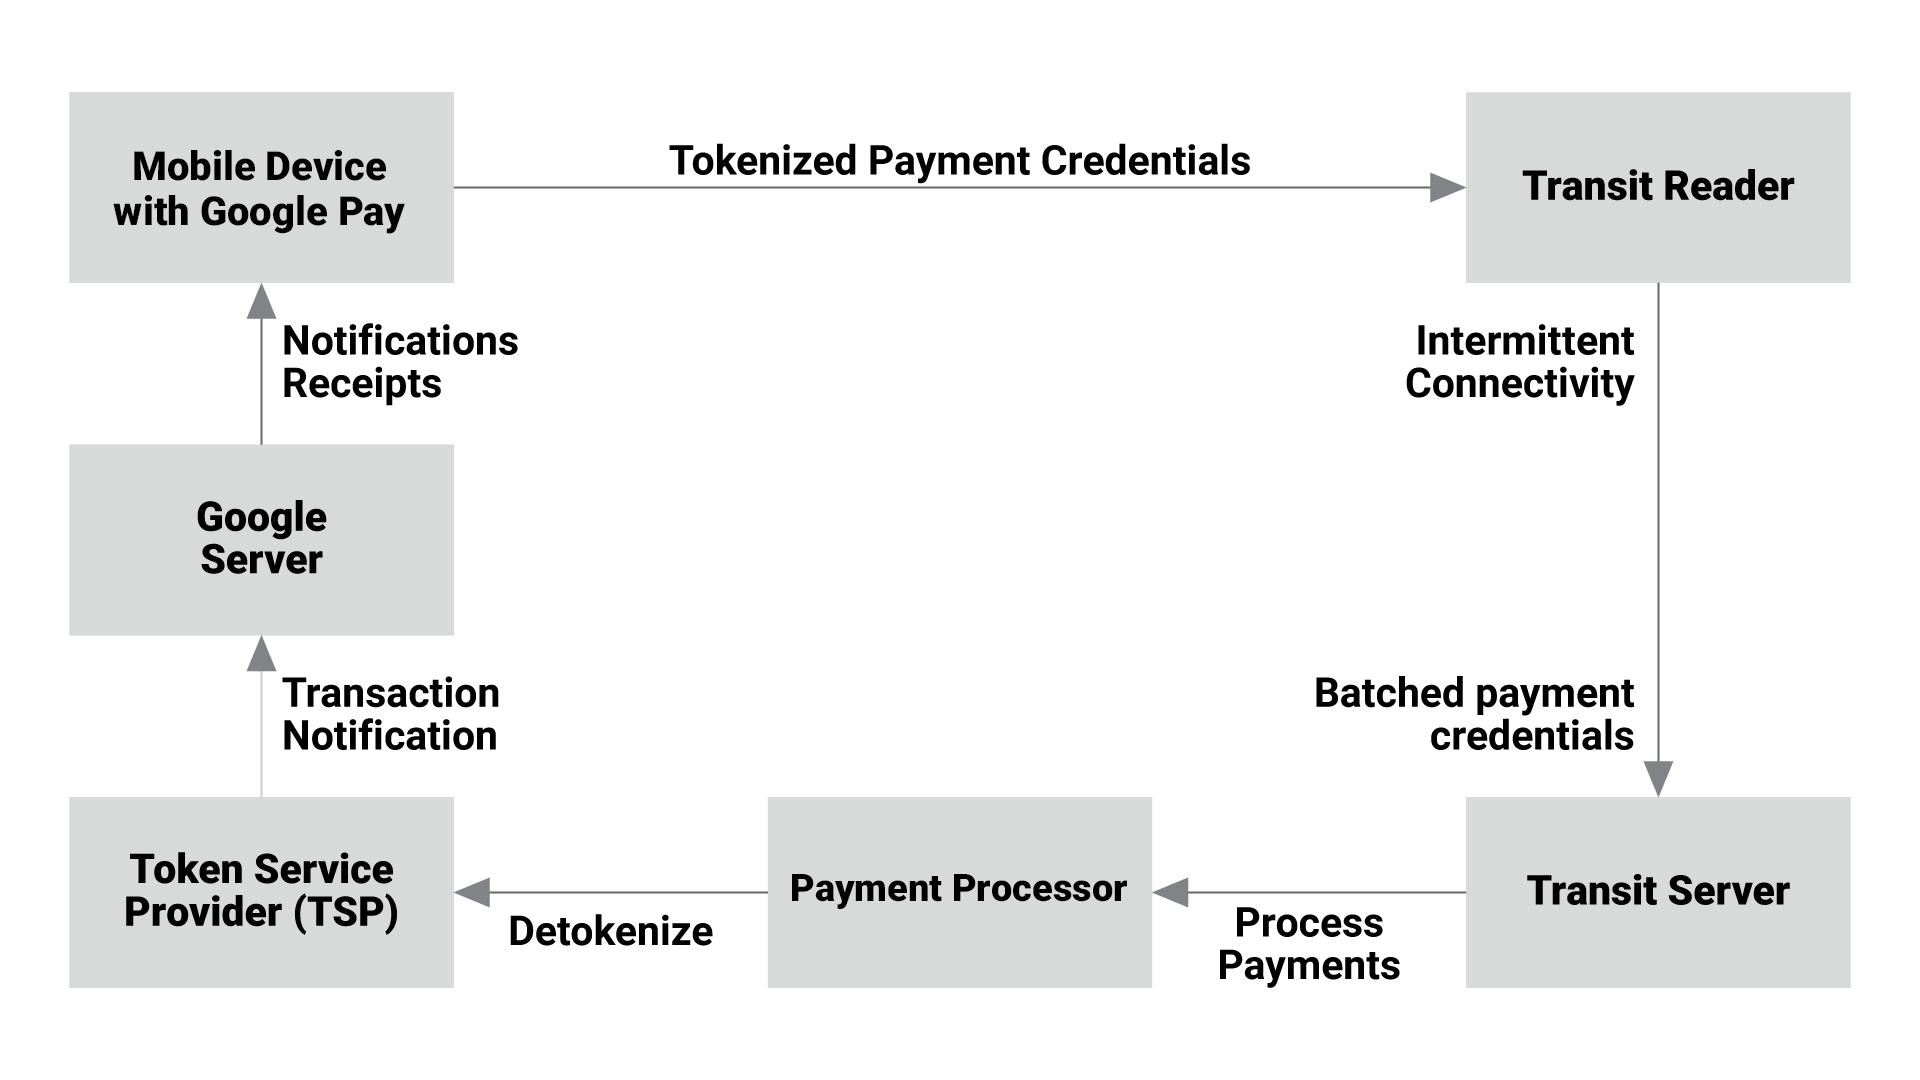 Mobile Device
with Google Pay
Tokenized Payment Credentials
Transit Reader
Notifications
Receipts
Intermittent
Connectivity
Google
Server
Transaction
Notification
Batched payment
credentials
Token Service
Provider (TSP)
Detokenize
Payment Processor
Process
Payments
Transit Server